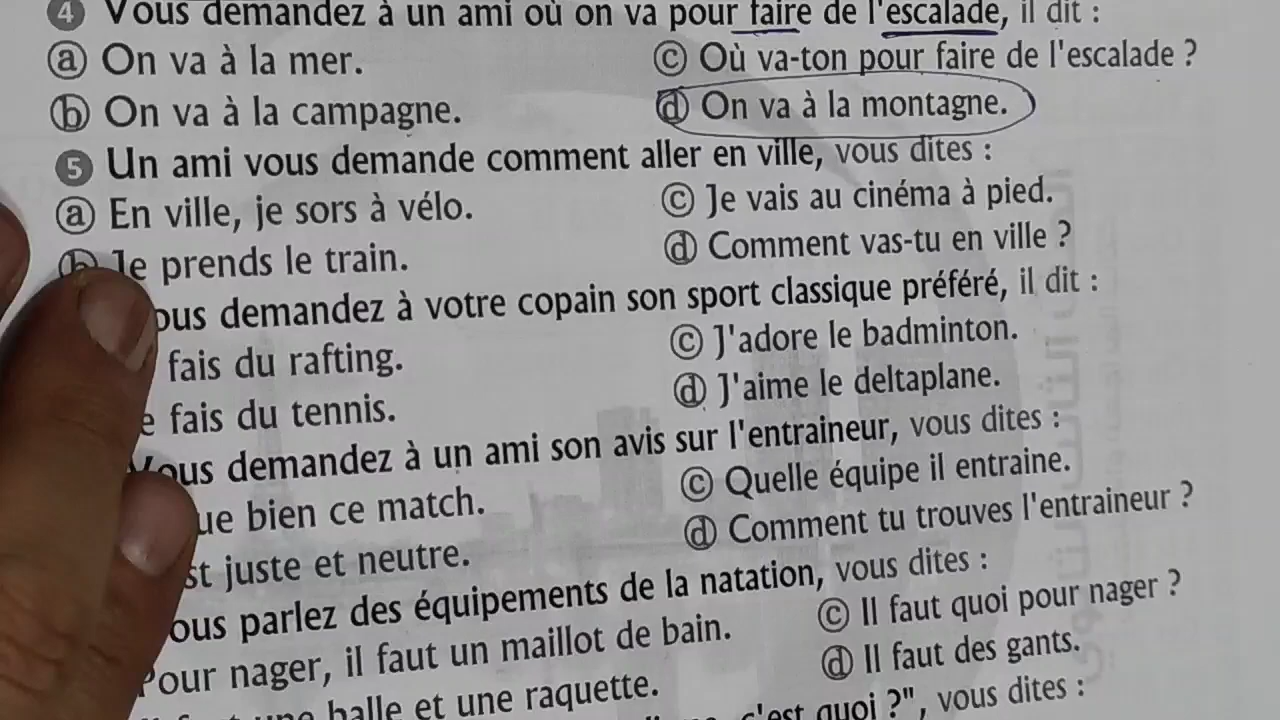 4 Vous demandez à un ami où on va pour faire de l'escalade, il dit :
a On va à la mer.
c Où va-ton pour faire de l'escalade ?
b On va à la campagne.
d On va à la montagne.
5 Un ami vous demande comment aller en ville, vous dites :
a En ville, je sors à vélo.
c Je vais au cinéma à pied.
b Je prends le train.
d Comment vas-tu en ville ?
ous demandez à votre copain son sport classique préféré, il dit :
fais du rafting.
c J'adore le badminton.
e fais du tennis.
d J'aime le deltaplane.
Vous demandez à un ami son avis sur l'entraineur, vous dites :
ue bien ce match.
c Quelle équipe il entraine.
st juste et neutre.
d Comment tu trouves l'entraineur ?
ous parlez des équipements de la natation, vous dites :
Pour nager, il faut un maillot de bain.
c Il faut quoi pour nager ?
une balle et une raquette.
d Il faut des gants.
c'est quoi ?", vous dites :